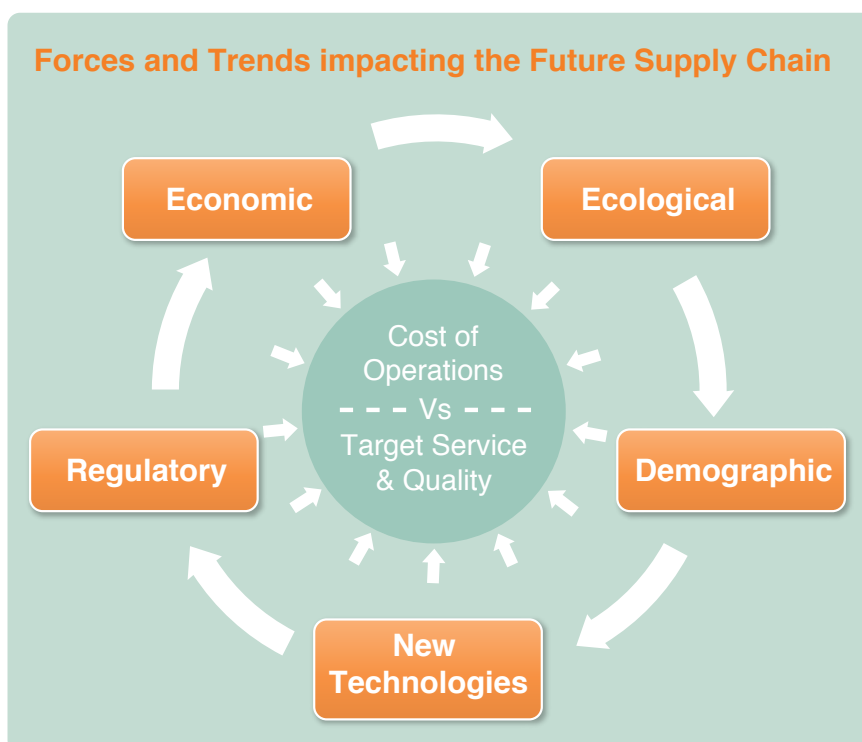 Forces and Trends impacting the Future Supply Chain
Economic
Ecological
Cost of
Operations
Vs
Target Service
& Quality
Regulatory
Demographic
New
Technologies